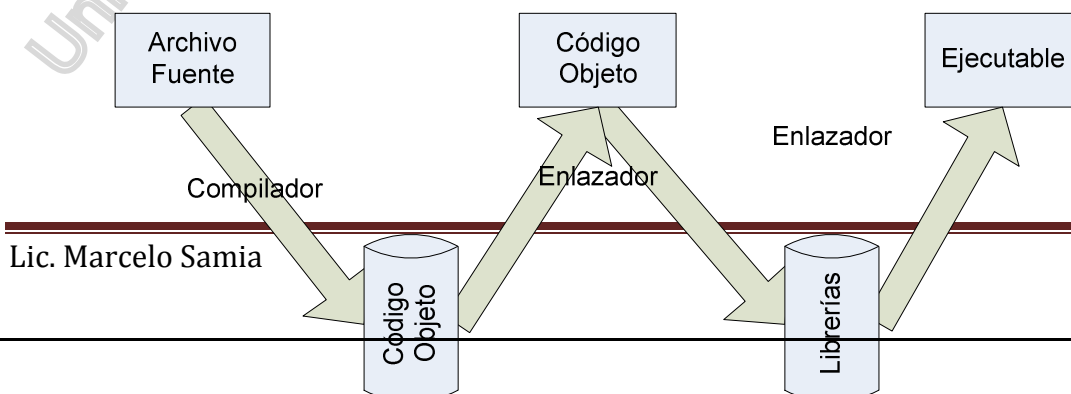 Archivo
Fuente
Código
Objeto
Ejecutable
Compilador
Enlazador
Enlazador
Lic. Marcelo Samia
Código
Objeto
Librerías